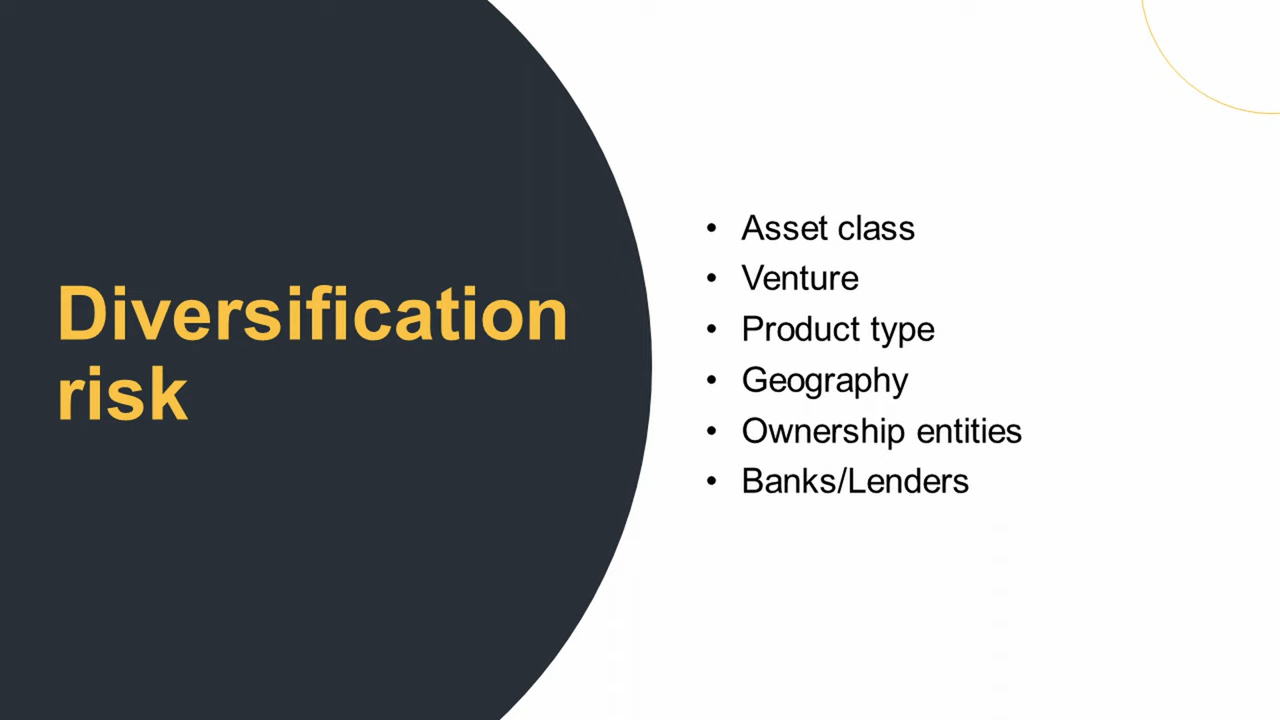 Diversification
risk
• Asset class
• Venture
• Product type
• Geography
• Ownership entities
• Banks/Lenders